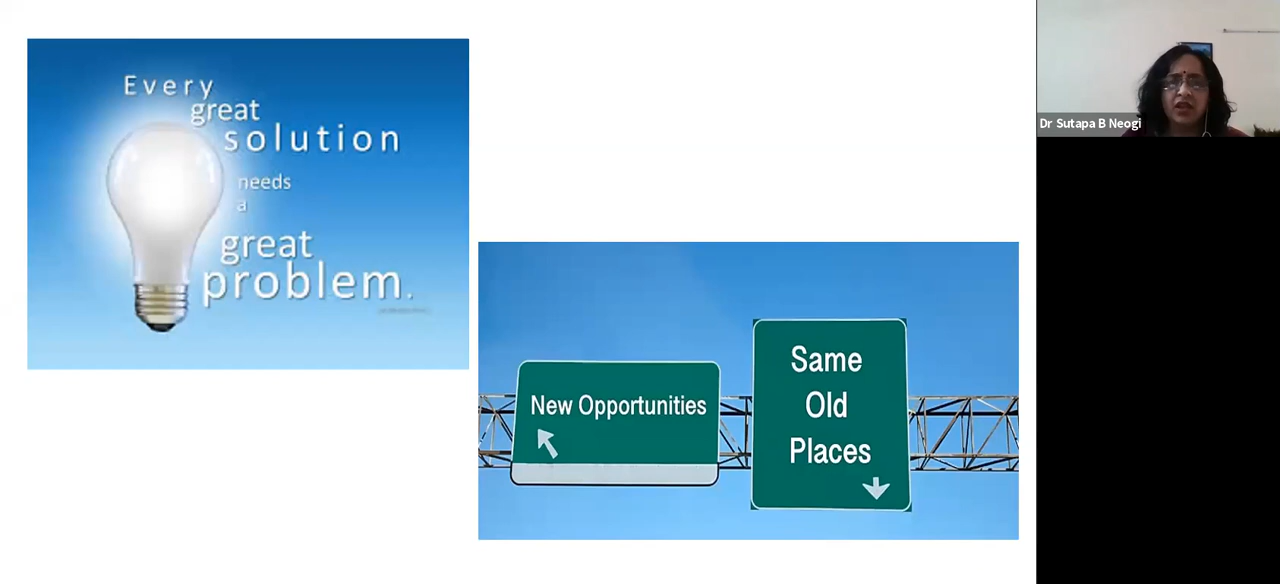 Every
great
solution
needs
a
great
problem.
New Opportunities
Same
Old
Places
Dr Sutapa B Neogi